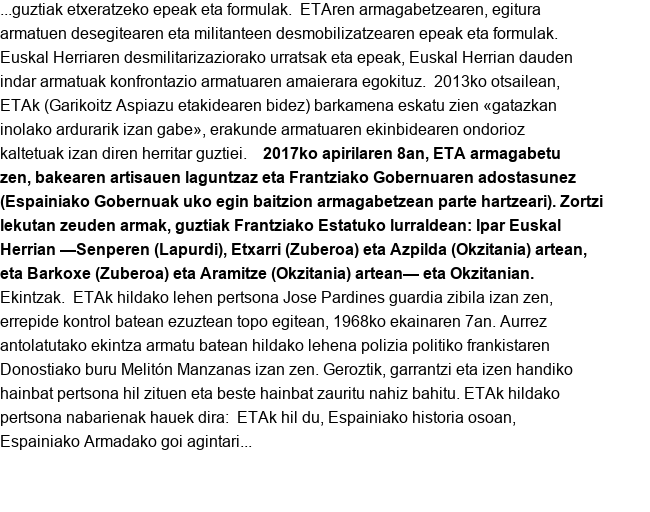 ...guztiak etxeratzeko epeak eta formulak.  ETAren armagabetzearen, egitura
armatuen desegitearen eta militanteen desmobilizatzearen epeak eta formulak.
Euskal Herriaren desmilitarizaziorako urratsak eta epeak, Euskal Herrian dauden
indar armatuak konfrontazio armatuaren amaierara egokituz.  2013ko otsailean,
ETAk (Garikoitz Aspiazu etakidearen bidez) barkamena eskatu zien «gatazkan
inolako ardurarik izan gabe», erakunde armatuaren ekinbidearen ondorioz
kaltetuak izan diren herritar guztiei.    2017ko apirilaren 8an, ETA armagabetu
zen, bakearen artisauen laguntzaz eta Frantziako Gobernuaren adostasunez
(Espainiako Gobernuak uko egin baitzion armagabetzean parte hartzeari). Zortzi
lekutan zeuden armak, guztiak Frantziako Estatuko lurraldean: Ipar Euskal
Herrian —Senperen (Lapurdi), Etxarri (Zuberoa) eta Azpilda (Okzitania) artean,
eta Barkoxe (Zuberoa) eta Aramitze (Okzitania) artean— eta Okzitanian.
Ekintzak.  ETAk hildako lehen pertsona Jose Pardines guardia zibila izan zen,
errepide kontrol batean ezuztean topo egitean, 1968ko ekainaren 7an. Aurrez
antolatutako ekintza armatu batean hildako lehena polizia politiko frankistaren
Donostiako buru Melitón Manzanas izan zen. Geroztik, garrantzi eta izen handiko
hainbat pertsona hil zituen eta beste hainbat zauritu nahiz bahitu. ETAk hildako
pertsona nabarienak hauek dira:  ETAk hil du, Espainiako historia osoan,
Espainiako Armadako goi agintari...